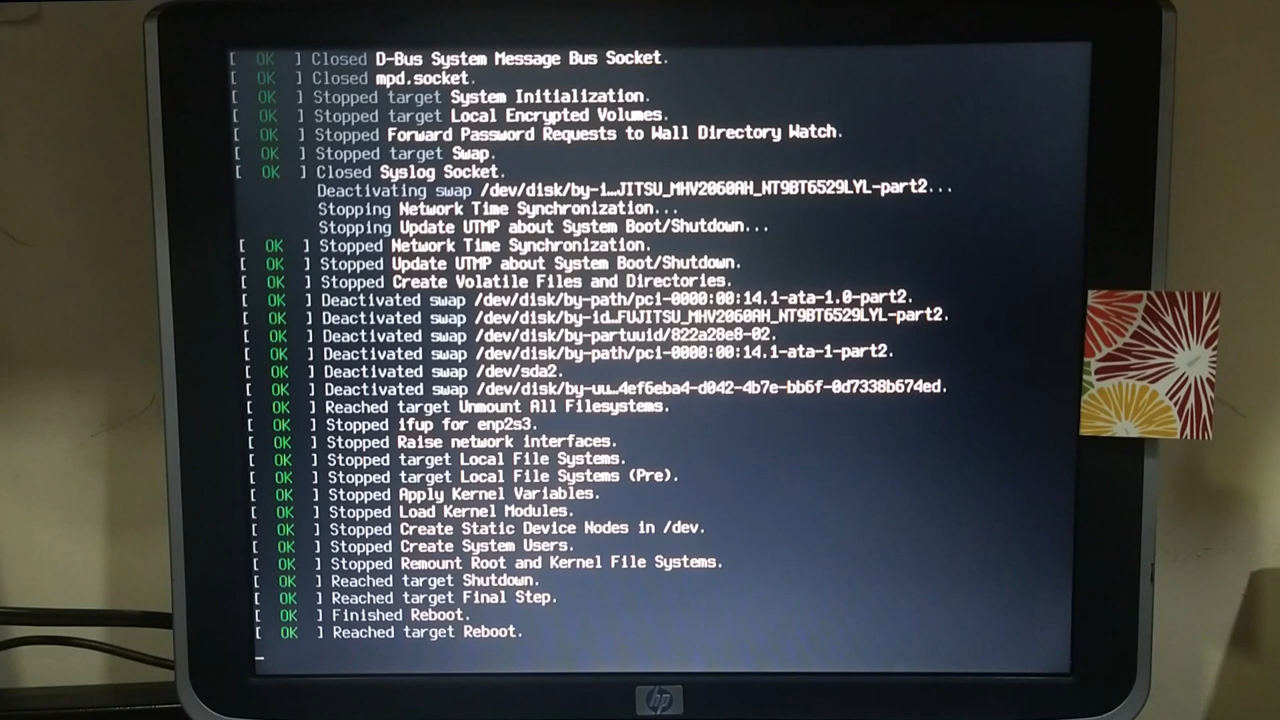 [ OK ] Closed D-Bus System Message Bus Socket.
[ OK ] Closed mpd.socket.
[ OK ] Stopped target System Initialization.
[ OK ] Stopped target Local Encrypted Volumes.
[ OK ] Stopped Forward Password Requests to Wall Directory Watch.
[ OK ] Stopped target Swap.
[ OK ] Closed Syslog Socket.
Deactivating swap /dev/disk/by-i…JITSU_MHV2060AH_NT9BT6529LYL-part2...
Stopping Network Time Synchronization...
Stopping Update UTMP about System Boot/Shutdown...
[ OK ] Stopped Network Time Synchronization.
[ OK ] Stopped Update UTMP about System Boot/Shutdown.
[ OK ] Stopped Create Volatile Files and Directories.
[ OK ] Deactivated swap /dev/disk/by-path/pci-0000:00:14.1-ata-1.0-part2.
[ OK ] Deactivated swap /dev/disk/by-id…FUJITSU_MHV2060AH_NT9BT6529LYL-part2.
[ OK ] Deactivated swap /dev/disk/by-partuuid/822a28e8-02.
[ OK ] Deactivated swap /dev/disk/by-path/pci-0000:00:14.1-ata-1-part2.
[ OK ] Deactivated swap /dev/sda2.
[ OK ] Deactivated swap /dev/disk/by-uu…4ef6eba4-d042-4b7e-bb6f-0d7338b674ed.
[ OK ] Reached target Unmount All Filesystems.
[ OK ] Stopped ifup for enp2s3.
[ OK ] Stopped Raise network interfaces.
[ OK ] Stopped target Local File Systems.
[ OK ] Stopped target Local File Systems (Pre).
[ OK ] Stopped Apply Kernel Variables.
[ OK ] Stopped Load Kernel Modules.
[ OK ] Stopped Create Static Device Nodes in /dev.
[ OK ] Stopped Create System Users.
[ OK ] Stopped Remount Root and Kernel File Systems.
[ OK ] Reached target Shutdown.
[ OK ] Reached target Final Step.
[ OK ] Finished Reboot.
[ OK ] Reached target Reboot.
_
hp